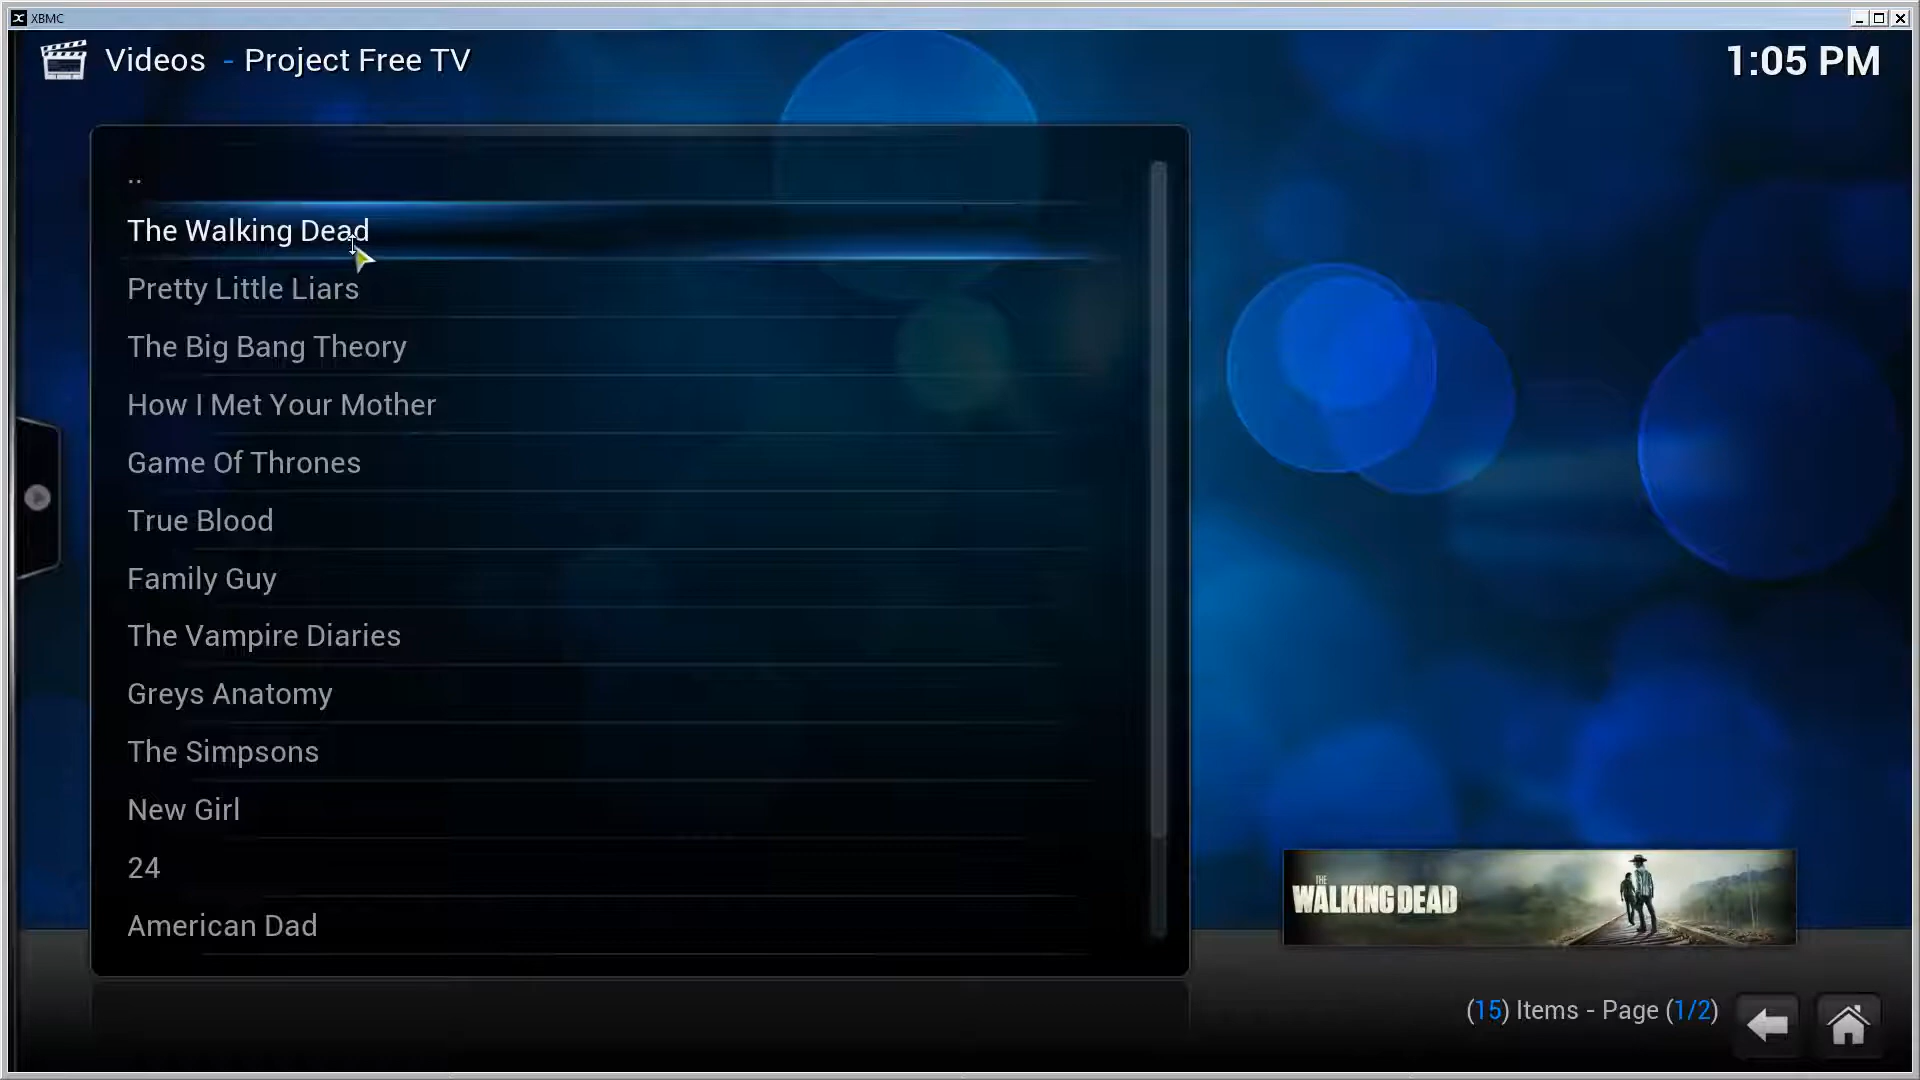 XBMC
Videos - Project Free TV
1:05 PM
..
The Walking Dead
Pretty Little Liars
The Big Bang Theory
How I Met Your Mother
Game Of Thrones
True Blood
Family Guy
The Vampire Diaries
Greys Anatomy
The Simpsons
New Girl
24
American Dad
THE
WALKING DEAD
(15) Items - Page (1/2)